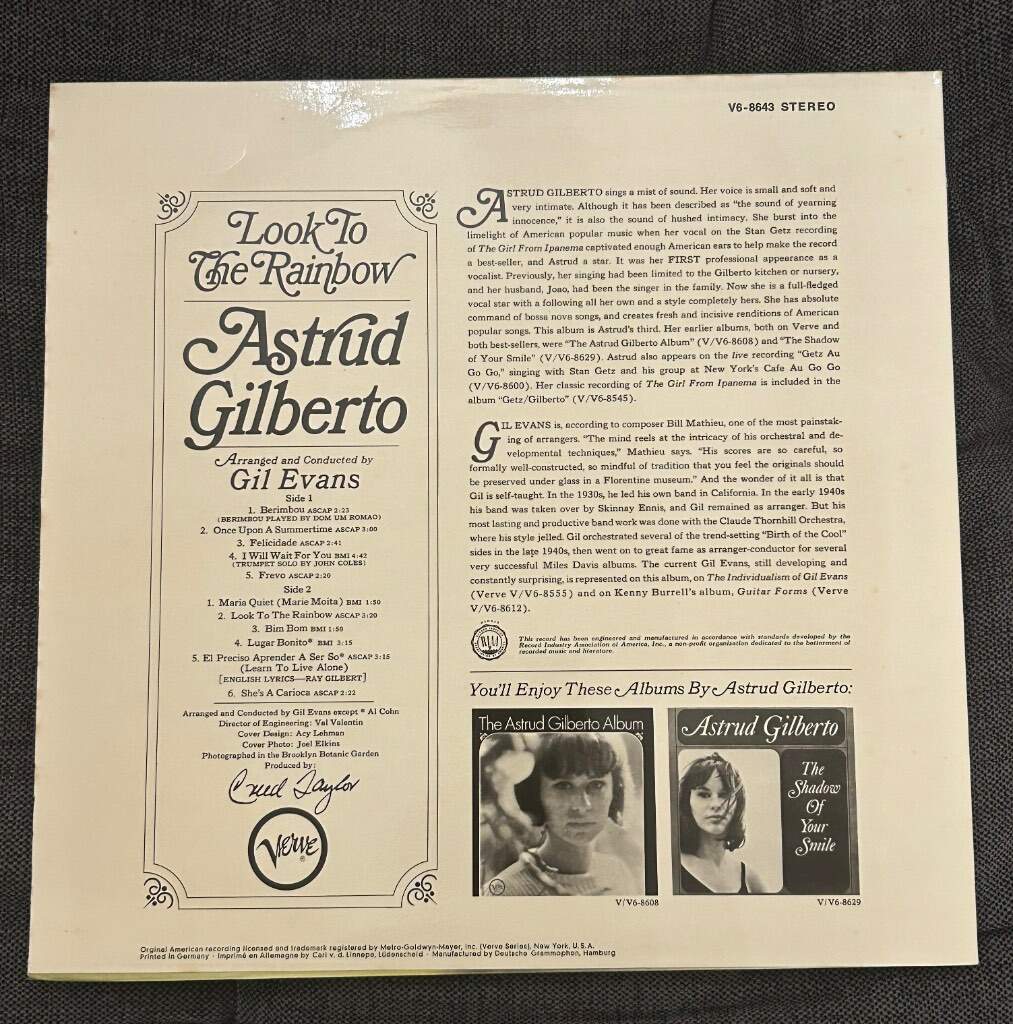 V6-8643 STEREO
Look To
The Rainbow
Astrud
Gilberto
Arranged and Conducted by
Gil Evans
Side 1
1. Berimbou ASCAP 2:23
(BERIMBOU PLAYED BY DOM UM ROMAO)
2. Once Upon A Summertime ASCAP 3:00
3. Felicidade ASCAP 2:41
4. I Will Wait For You BMI 4:42
(TRUMPET SOLO BY JOHN COLES)
5. Frevo ASCAP 2:20
Side 2
1. Maria Quiet (Marie Moita) BMI 1:50
2. Look To The Rainbow ASCAP 3:20
3. Bim Bom BMI 1:50
4. Lugar Bonito* BMI 3:15
5. El Preciso Aprender A Ser So* ASCAP 3:15
(Learn To Live Alone)
[ENGLISH LYRICS—RAY GILBERT]
6. She's A Carioca ASCAP 2:22
Arranged and Conducted by Gil Evans except * Al Cohn
Director of Engineering: Val Valentin
Cover Design: Acy Lehman
Cover Photo: Joel Elkins
Photographed in the Brooklyn Botanic Garden
Produced by:
Creed Taylor
Verve
ASTRUD GILBERTO sings a mist of sound. Her voice is small and soft and
very intimate. Although it has been described as "the sound of yearning
innocence," it is also the sound of hushed intimacy. She burst into the
limelight of American popular music when her vocal on the Stan Getz recording
of The Girl From Ipanema captivated enough American ears to help make the record
a best-seller, and Astrud a star. It was her FIRST professional appearance as a
vocalist. Previously, her singing had been limited to the Gilberto kitchen or nursery,
and her husband, Joao, had been the singer in the family. Now she is a full-fledged
vocal star with a following all her own and a style completely hers. She has absolute
command of bossa nova songs, and creates fresh and incisive renditions of American
popular songs. This album is Astrud's third. Her earlier albums, both on Verve and
both best-sellers, were "The Astrud Gilberto Album" (V/V6-8608) and "The Shadow
of Your Smile" (V/V6-8629). Astrud also appears on the live recording "Getz Au
Go Go," singing with Stan Getz and his group at New York's Cafe Au Go Go
(V/V6-8600). Her classic recording of The Girl From Ipanema is included in the
album "Getz/Gilberto" (V/V6-8545).
GIL EVANS is, according to composer Bill Mathieu, one of the most painstak-
ing of arrangers. "The mind reels at the intricacy of his orchestral and de-
velopmental techniques," Mathieu says. "His scores are so careful, so
formally well-constructed, so mindful of tradition that you feel the originals should
be preserved under glass in a Florentine museum." And the wonder of it all is that
Gil is self-taught. In the 1930s, he led his own band in California. In the early 1940s
his band was taken over by Skinnay Ennis, and Gil remained as arranger. But his
most lasting and productive band work was done with the Claude Thornhill Orchestra,
where his style jelled. Gil orchestrated several of the trend-setting "Birth of the Cool"
sides in the late 1940s, then went on to great fame as arranger-conductor for several
very successful Miles Davis albums. The current Gil Evans, still developing and
constantly surprising, is represented on this album, on The Individualism of Gil Evans
(Verve V/V6-8555) and on Kenny Burrell's album, Guitar Forms (Verve
V/V6-8612).
This record has been engineered and manufactured in accordance with standards developed by the
Record Industry Association of America, Inc., a non-profit organization dedicated to the betterment of
recorded music and literature.
You'll Enjoy These Albums By Astrud Gilberto:
The Astrud Gilberto Album
V/V6-8608
Astrud Gilberto
The
Shadow
Of
Your
Smile
V/V6-8629
Orginal American recording licensed and trademark registered by Metro-Goldwyn-Mayer, Inc. (Verve Series), New York, U.S.A.
Printed in Germany · Imprimé en Allemagne by Carl v. d. Linnepe, Lüdenscheid · Manufactured by Deutsche Grammophon, Hamburg